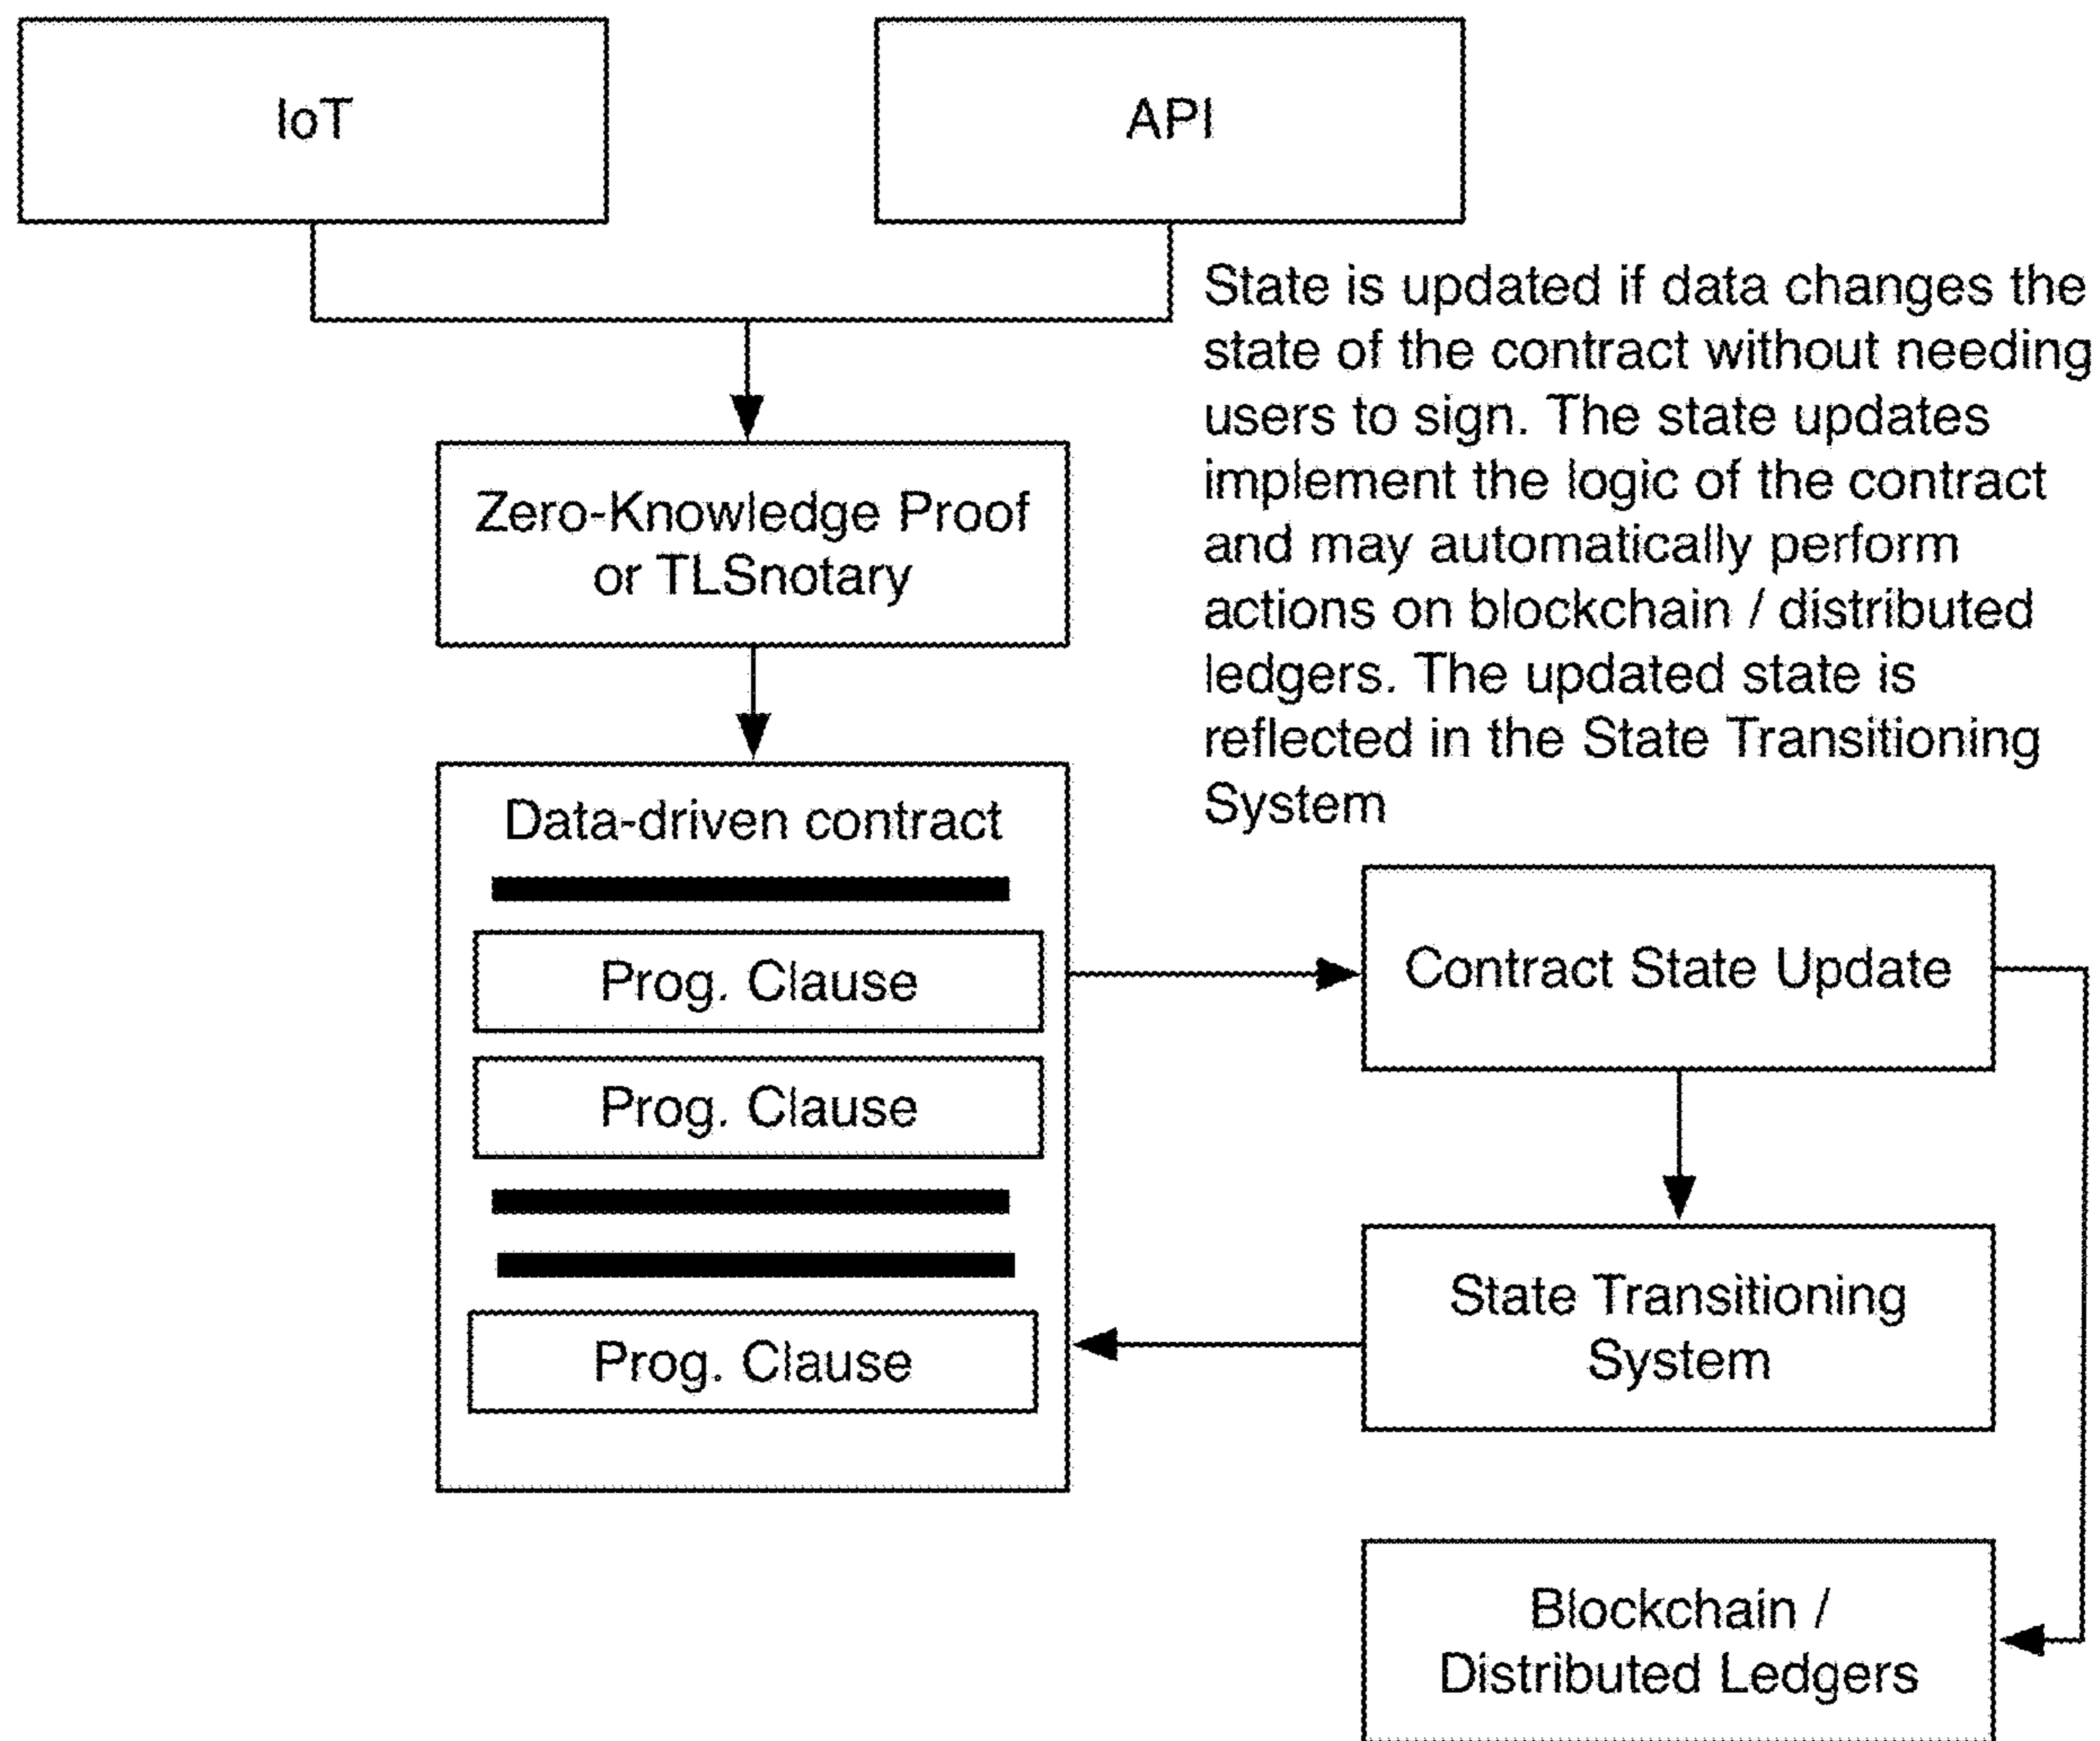 IoT
API
State is updated if data changes the
state of the contract without needing
users to sign. The state updates
implement the logic of the contract
and may automatically perform
actions on blockchain / distributed
ledgers. The updated state is
reflected in the State Transitioning
System
Zero-Knowledge Proof
or TLSnotary
Data-driven contract
Prog. Clause
Prog. Clause
Prog. Clause
Contract State Update
State Transitioning
System
Blockchain /
Distributed Ledgers